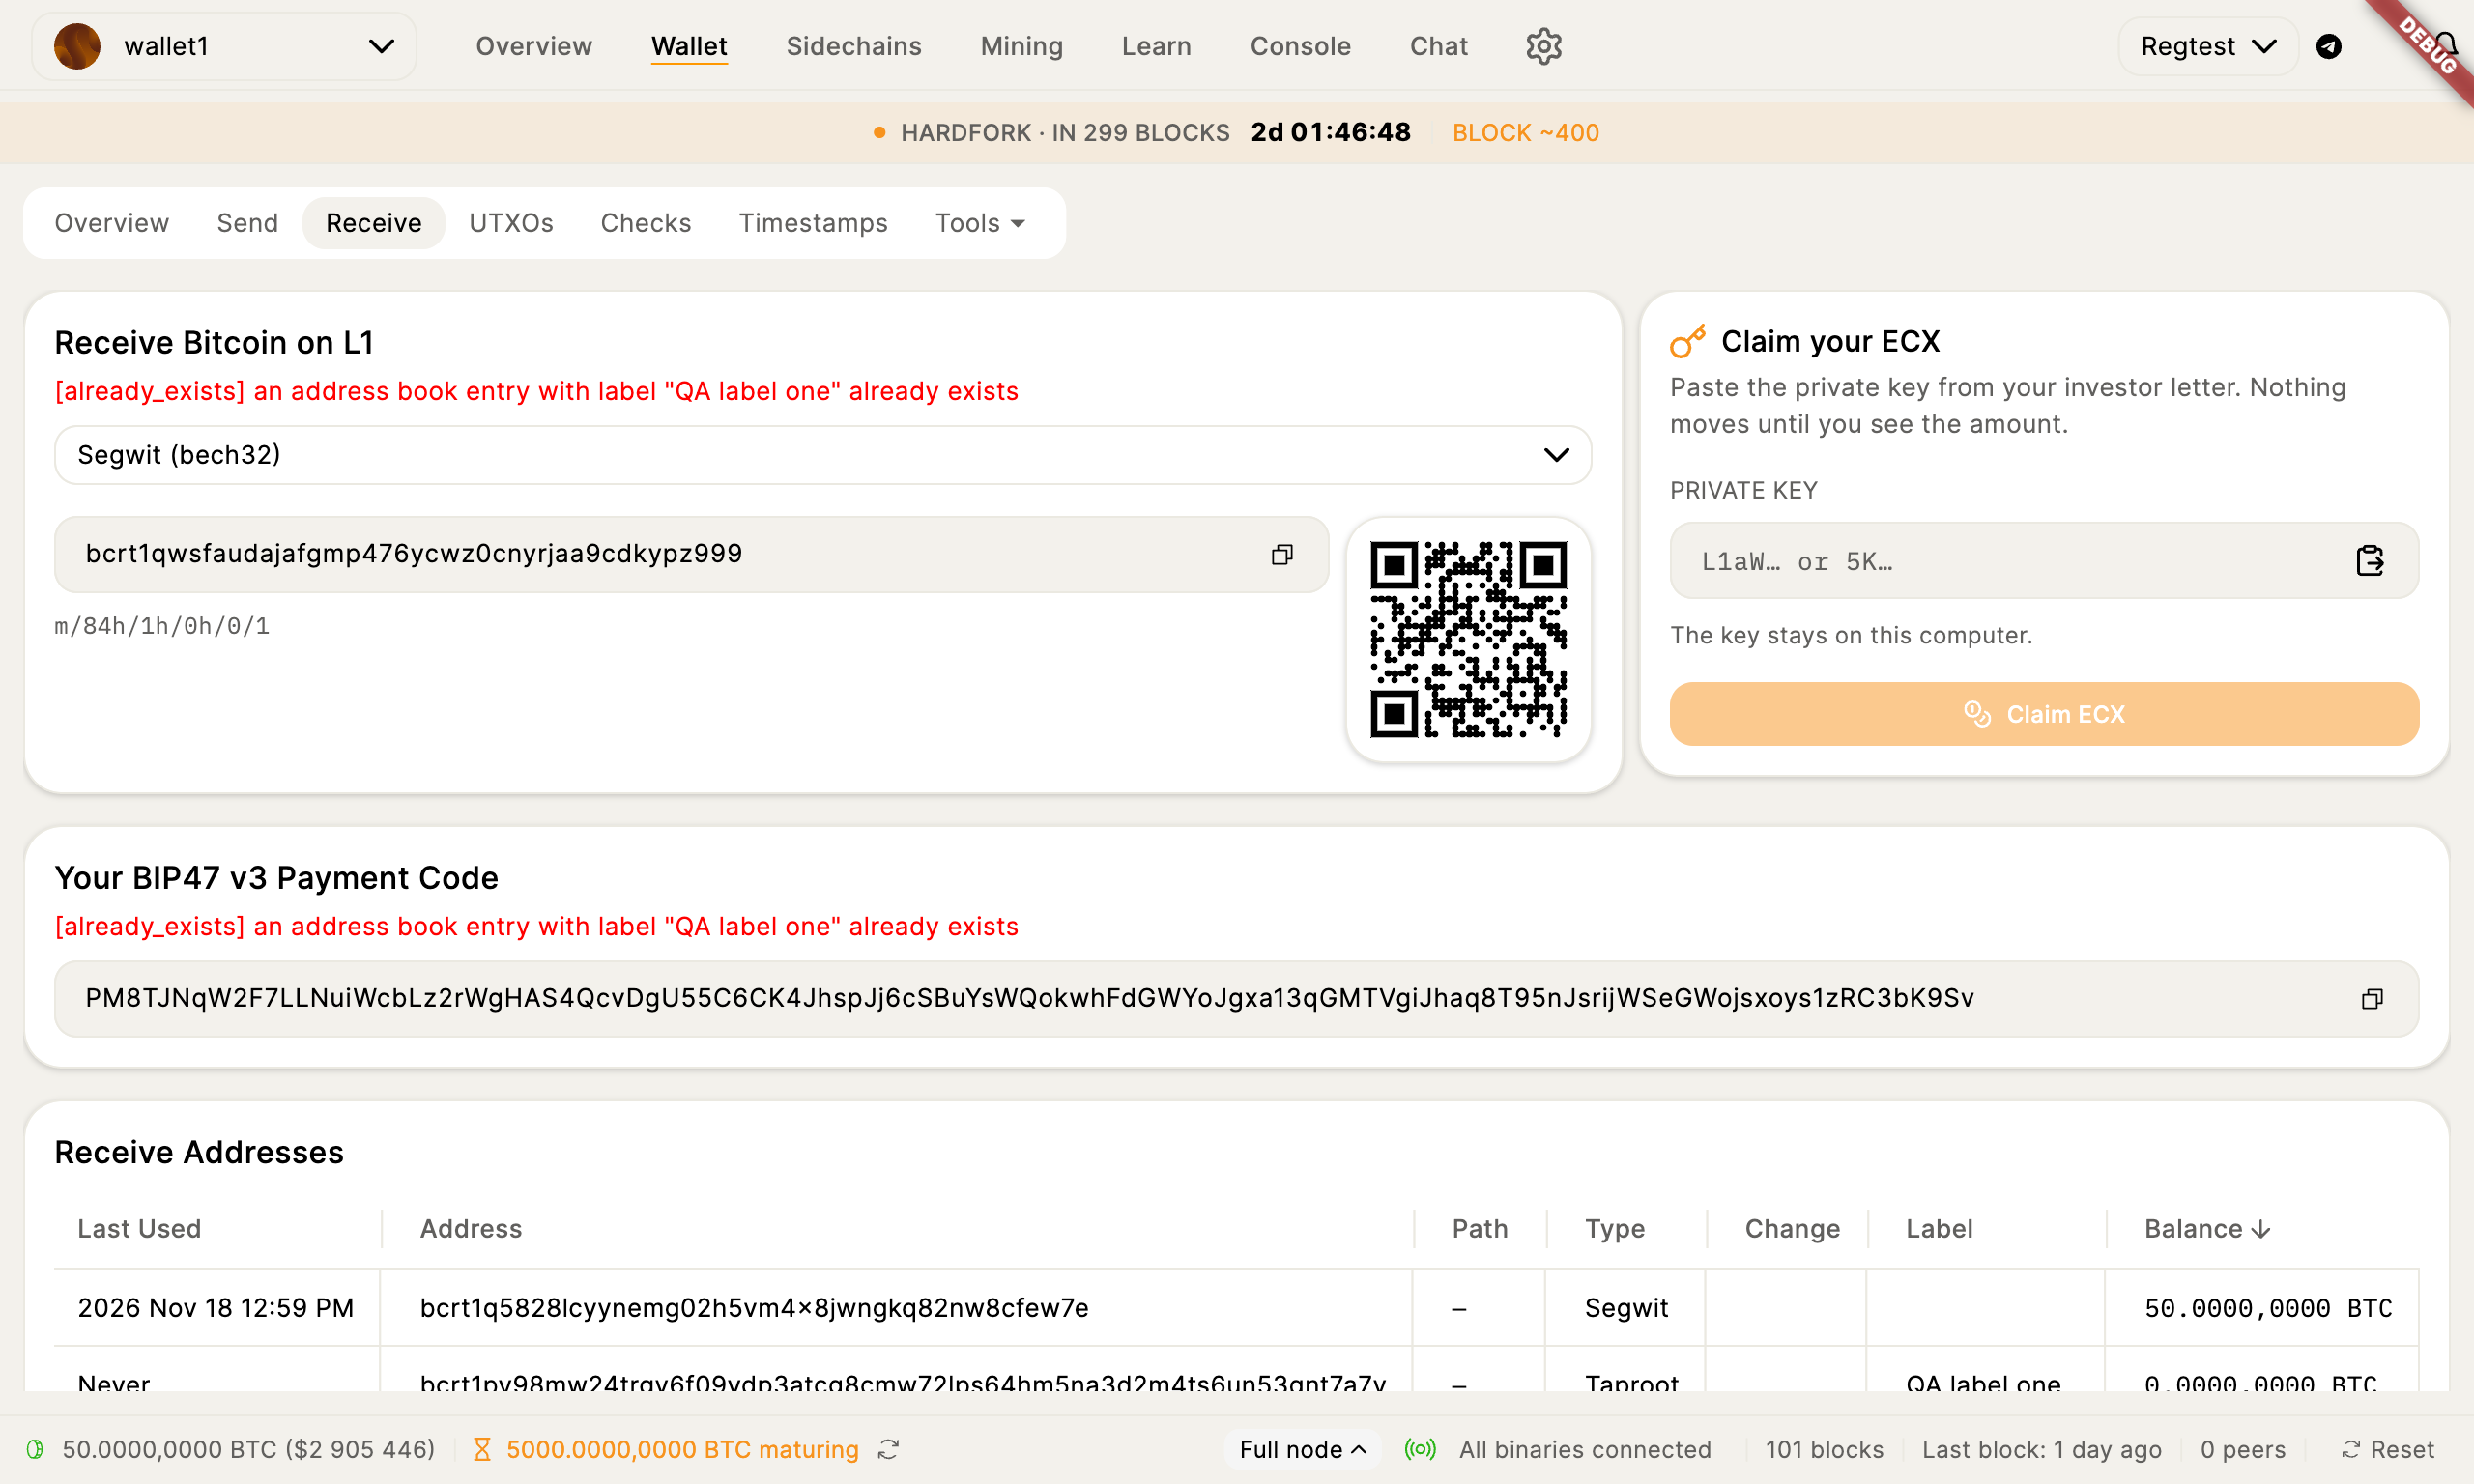 wallet1
Overview
Wallet
Sidechains
Mining
Learn
Console
Chat
Regtest
DEBUG
HARDFORK · IN 299 BLOCKS 2d 01:46:48 BLOCK ~400
Overview
Send
Receive
UTXOs
Checks
Timestamps
Tools
Receive Bitcoin on L1
[already_exists] an address book entry with label "QA label one" already exists
Segwit (bech32)
bcrt1qwsfaudajafgmp476ycwz0cnyrjaa9cdkypz999
m/84h/1h/0h/0/1
Claim your ECX
Paste the private key from your investor letter. Nothing
moves until you see the amount.
PRIVATE KEY
L1aW… or 5K…
The key stays on this computer.
Claim ECX
Your BIP47 v3 Payment Code
[already_exists] an address book entry with label "QA label one" already exists
PM8TJNqW2F7LLNuiWcbLz2rWgHAS4QcvDgU55C6CK4JhspJj6cSBuYsWQokwhFdGWYoJgxa13qGMTVgiJhaq8T95nJsrijWSeGWojsxoys1zRC3bK9Sv
Receive Addresses
Last Used Address Path Type Change Label Balance
2026 Nov 18 12:59 PM bcrt1q5828lcyynemg02h5vm4×8jwngkq82nw8cfew7e – Segwit 50.0000,0000 BTC
Never bcrt1pv98mw24trgv6f09vdp3atcq8cmw72lps64hm5na3d2m4ts6un53qnt7a7v – Taproot QA label one 0.0000,0000 BTC
50.0000,0000 BTC ($2 905 446)
5000.0000,0000 BTC maturing
Full node
All binaries connected
101 blocks
Last block: 1 day ago
0 peers
Reset